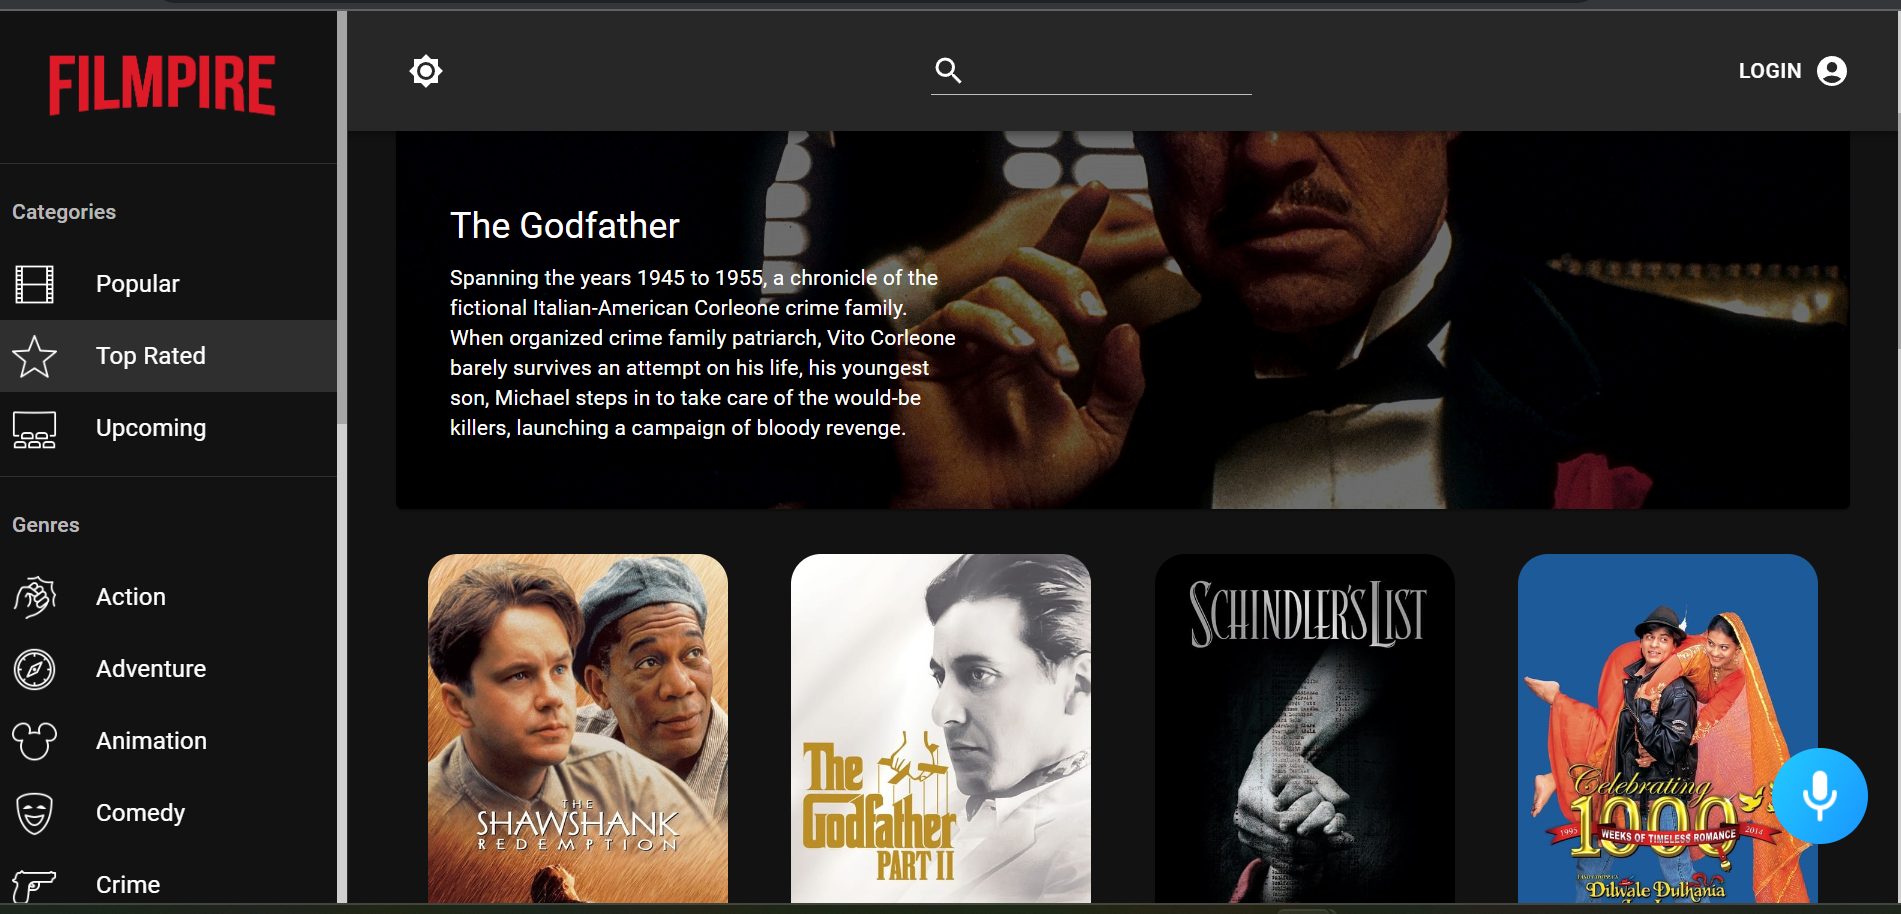 FILMPIRE
LOGIN
Categories
Popular
Top Rated
Upcoming
Genres
Action
Adventure
Animation
Comedy
Crime
The Godfather
Spanning the years 1945 to 1955, a chronicle of the
fictional Italian-American Corleone crime family.
When organized crime family patriarch, Vito Corleone
barely survives an attempt on his life, his youngest
son, Michael steps in to take care of the would-be
killers, launching a campaign of bloody revenge.
THE
SHAWSHANK
REDEMPTION
The
Godfather
PART II
SCHINDLER'S LIST
Celebrating
1000
1995 WEEKS OF TIMELESS ROMANCE 2014
Dilwale Dulhania